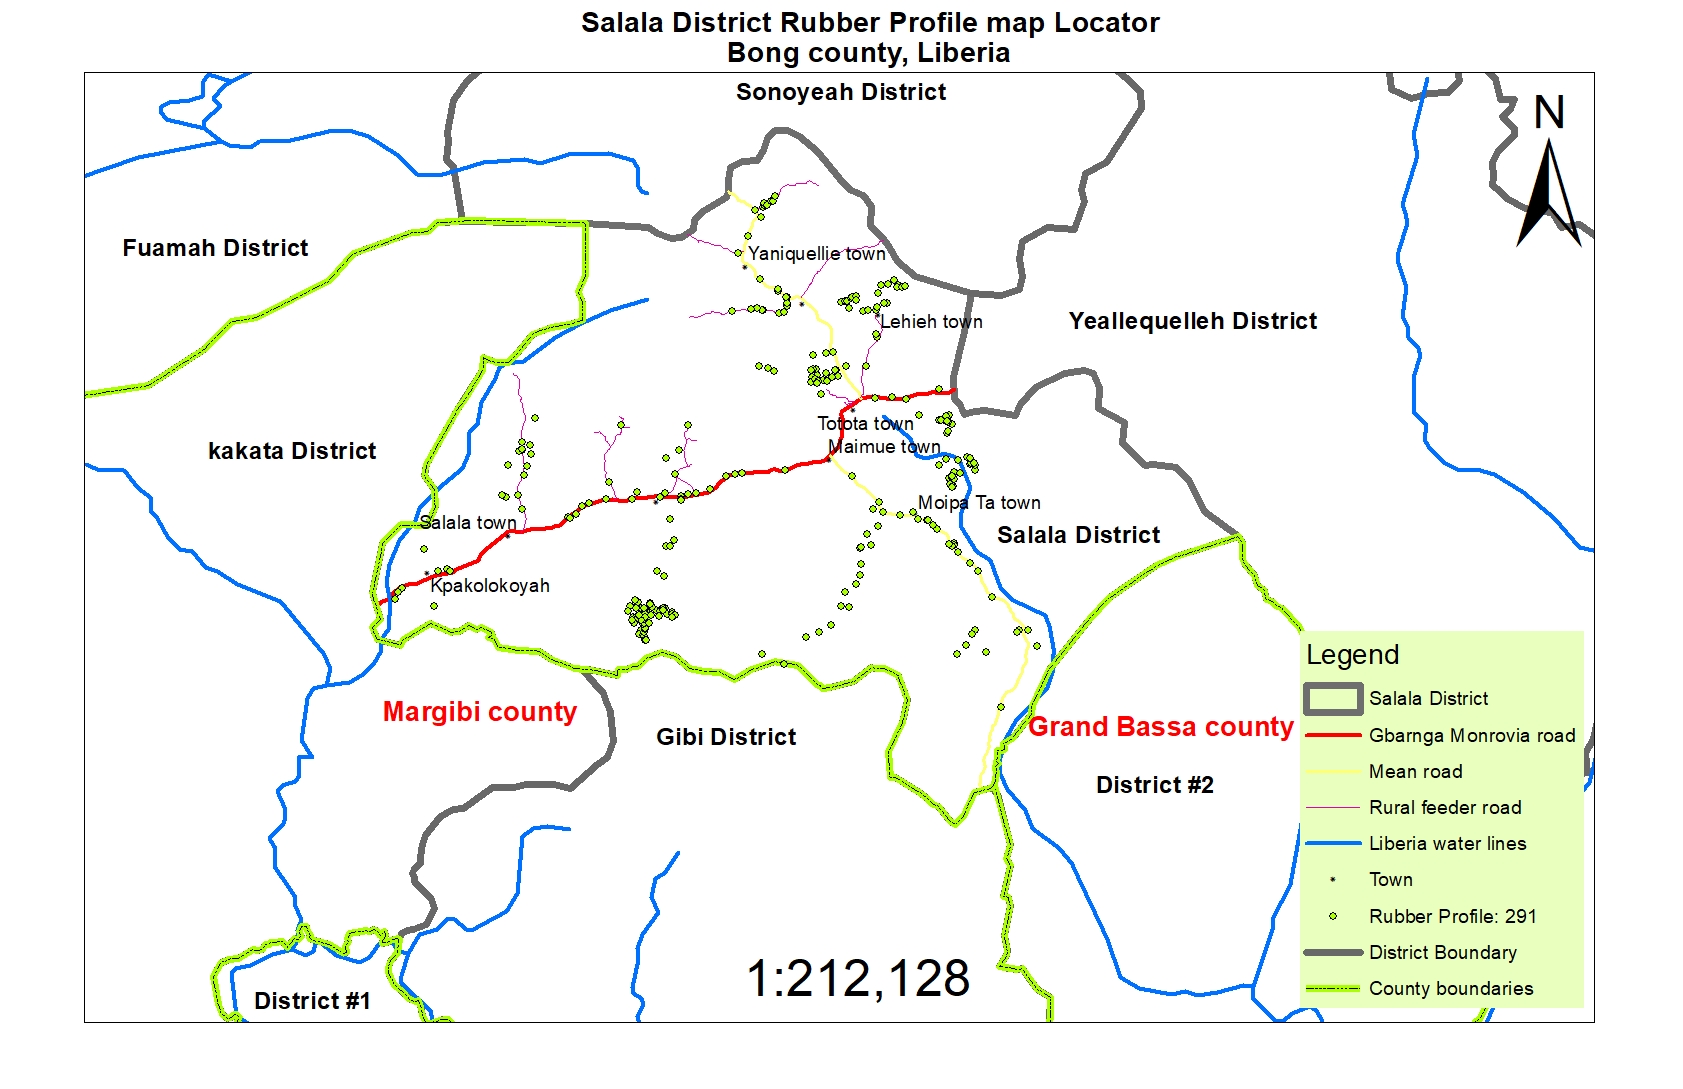 Salala District Rubber Profile map Locator
Bong county, Liberia
Sonoyeah District
N
Fuamah District
Yaniquellie town
Lehieh town
Yeallequelleh District
kakata District
Totota town
Maimue town
Moipa Ta town
Salala town
Salala District
Kpakolokoyah
Margibi county
Gibi District
Grand Bassa county
District #2
1:212,128
District #1
Legend
Salala District
Gbarnga Monrovia road
Mean road
Rural feeder road
Liberia water lines
Town
Rubber Profile: 291
District Boundary
County boundaries